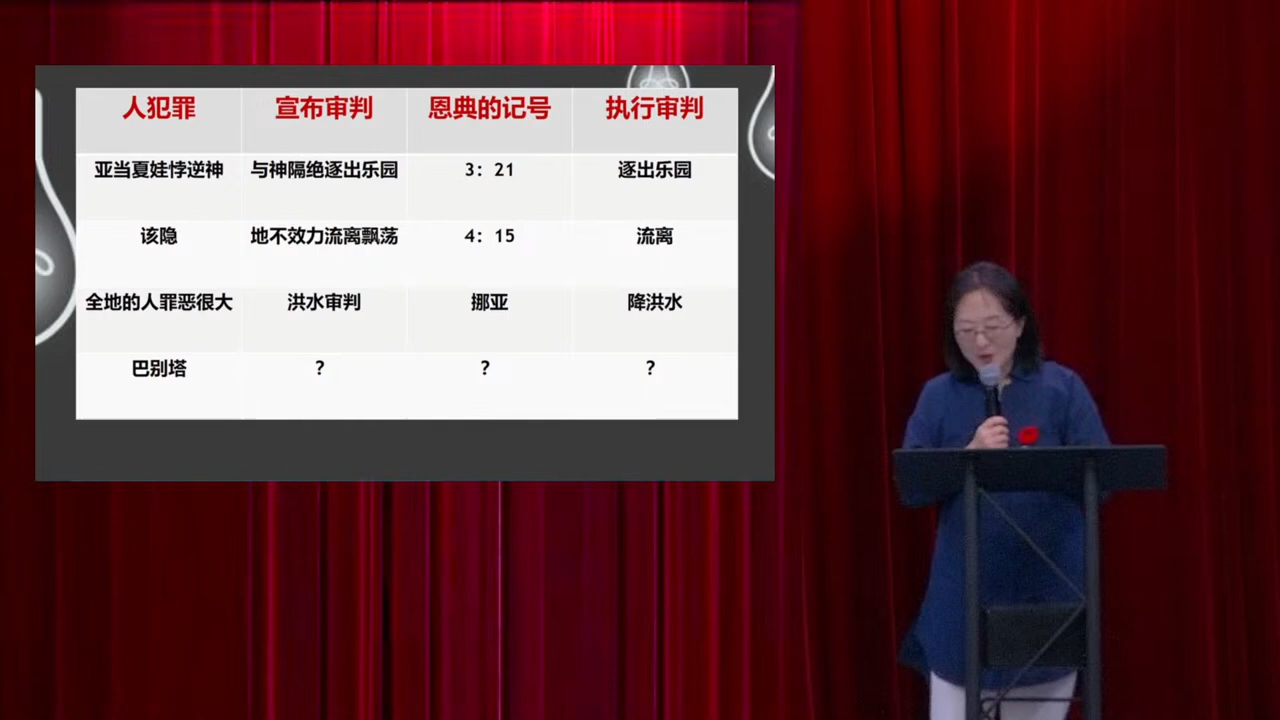 人犯罪 宣布审判 恩典的记号 执行审判
亚当夏娃悖逆神 与神隔绝逐出乐园 3：21 逐出乐园
该隐 地不效力流离飘荡 4：15 流离
全地的人罪恶很大 洪水审判 挪亚 降洪水
巴别塔 ？ ？ ？